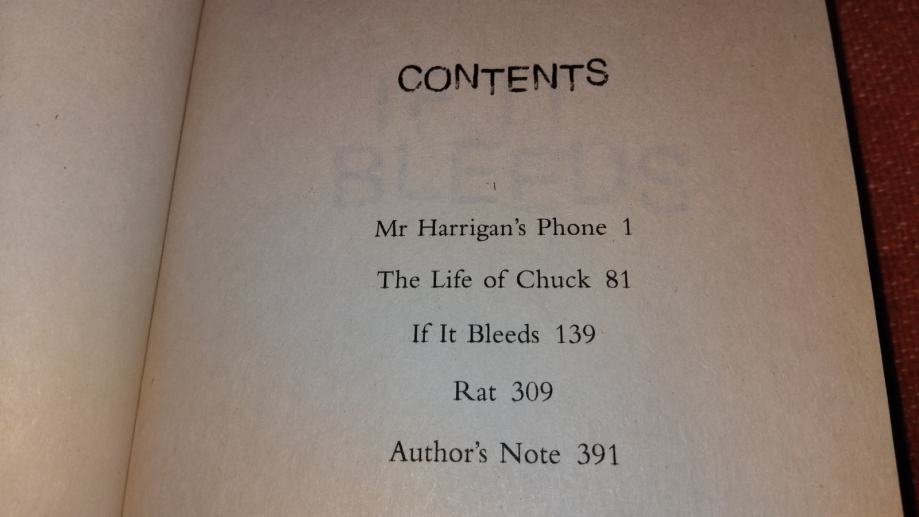 CONTENTS
BLEEDS
Mr Harrigan's Phone 1
The Life of Chuck 81
If It Bleeds 139
Rat 309
Author's Note 391